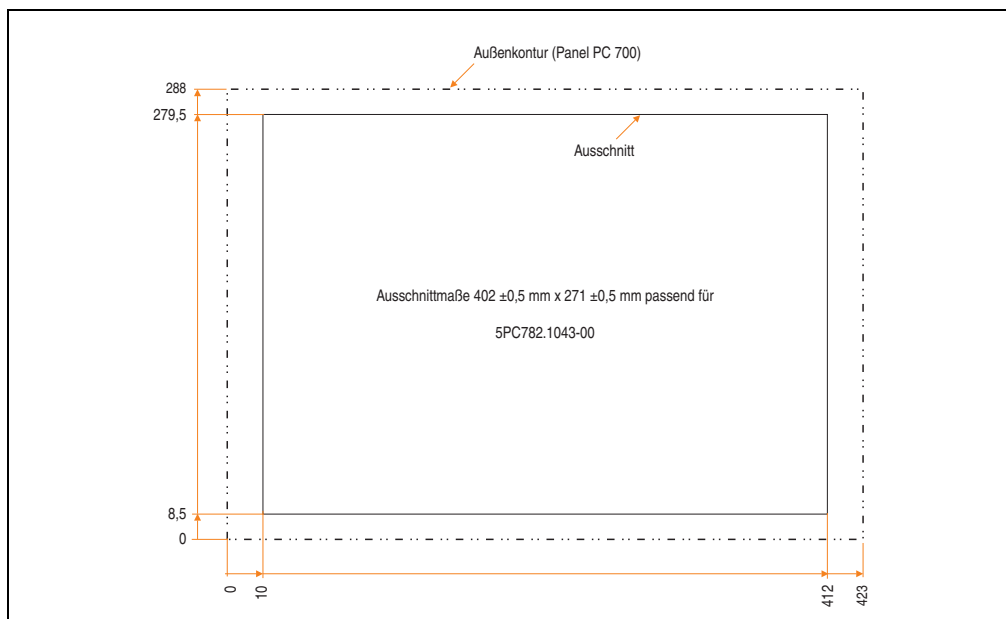 Außenkontur (Panel PC 700)
288
279,5
Ausschnitt
Ausschnittmaße 402 ±0,5 mm x 271 ±0,5 mm passend für
5PC782.1043-00
8,5
0
0
10
412
423